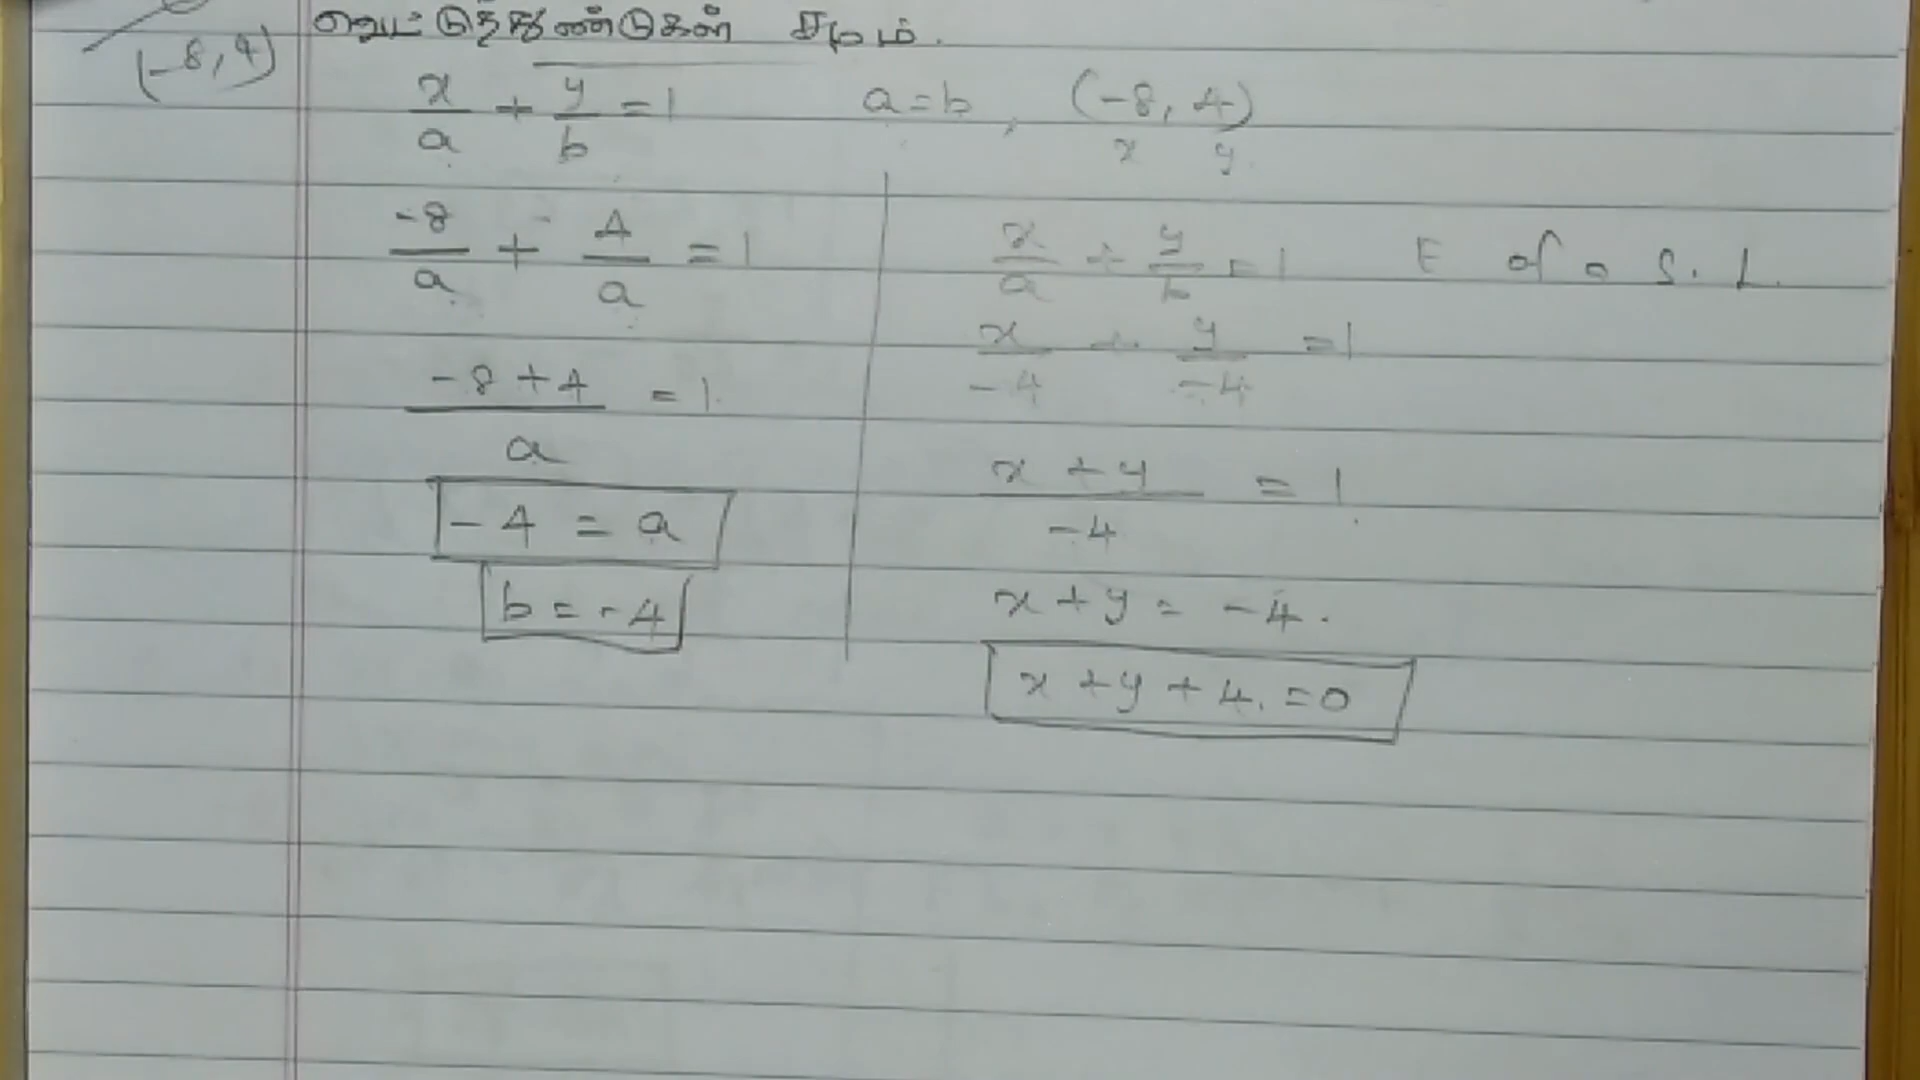 வெட்டுத்துண்டுகள் சமம்.
(-8, 4)
x/a + y/b = 1 a = b, (-8, 4)
x y
-8/a + 4/a = 1
(-8 + 4)/a = 1
-4 = a
b = -4
x/a + y/b = 1 E of a S. L.
x/-4 + y/-4 = 1
(x + y)/-4 = 1
x + y = -4.
x + y + 4 = 0